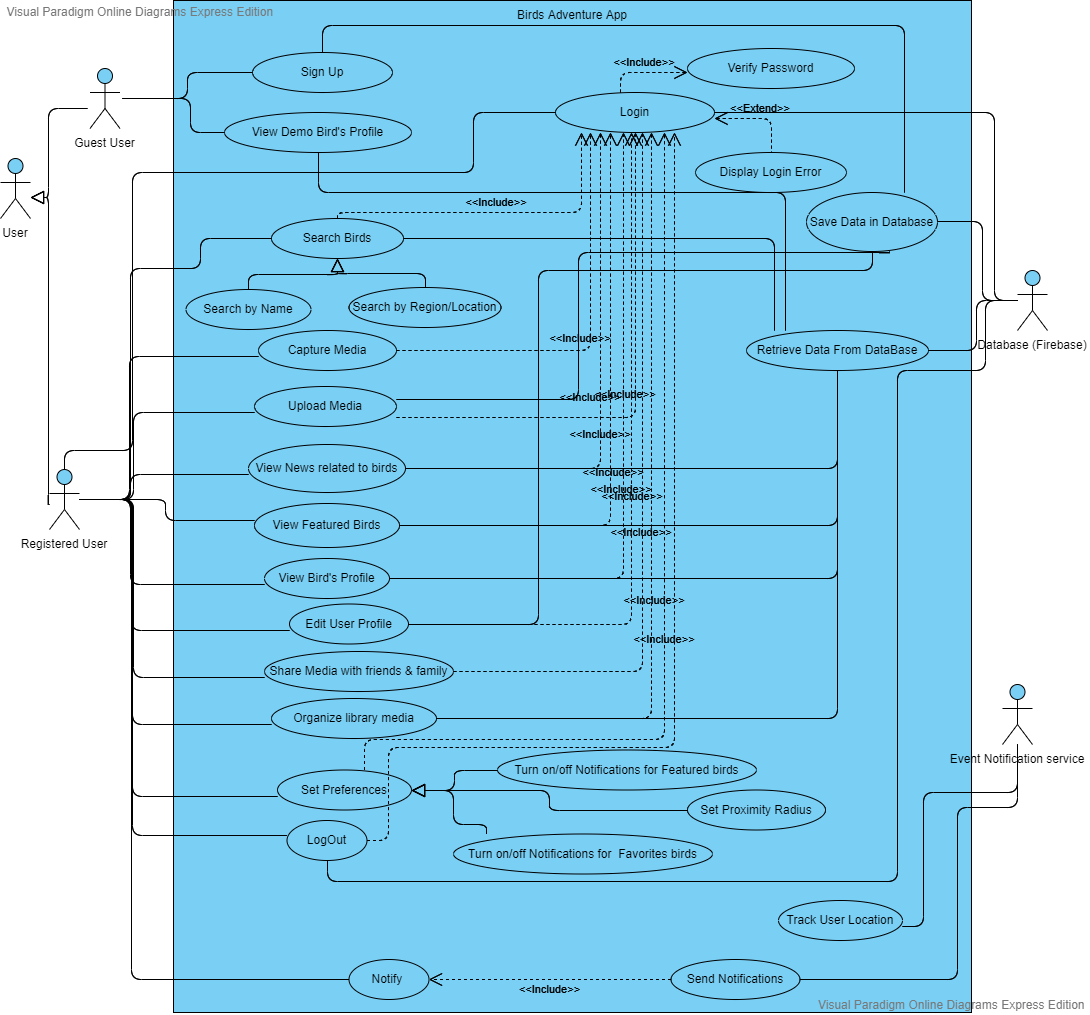 Visual Paradigm Online Diagrams Express Edition
Birds Adventure App
Sign Up
<<Include>>
Verify Password
Guest User
View Demo Bird's Profile
Login
<<Extend>>
Display Login Error
User
<<Include>>
Save Data in Database
Search Birds
Search by Name
Search by Region/Location
Database (Firebase)
Capture Media
<<Include>>
Retrieve Data From DataBase
Upload Media
<<Include>>
<<Include>>
<<Include>>
View News related to birds
<<Include>>
<<Include>>
<<Include>>
View Featured Birds
<<Include>>
Registered User
View Bird's Profile
<<Include>>
Edit User Profile
<<Include>>
Share Media with friends & family
Organize library media
Event Notification service
Turn on/off Notifications for Featured birds
Set Preferences
Set Proximity Radius
LogOut
Turn on/off Notifications for  Favorites birds
Track User Location
Notify
<<Include>>
Send Notifications
Visual Paradigm Online Diagrams Express Edition